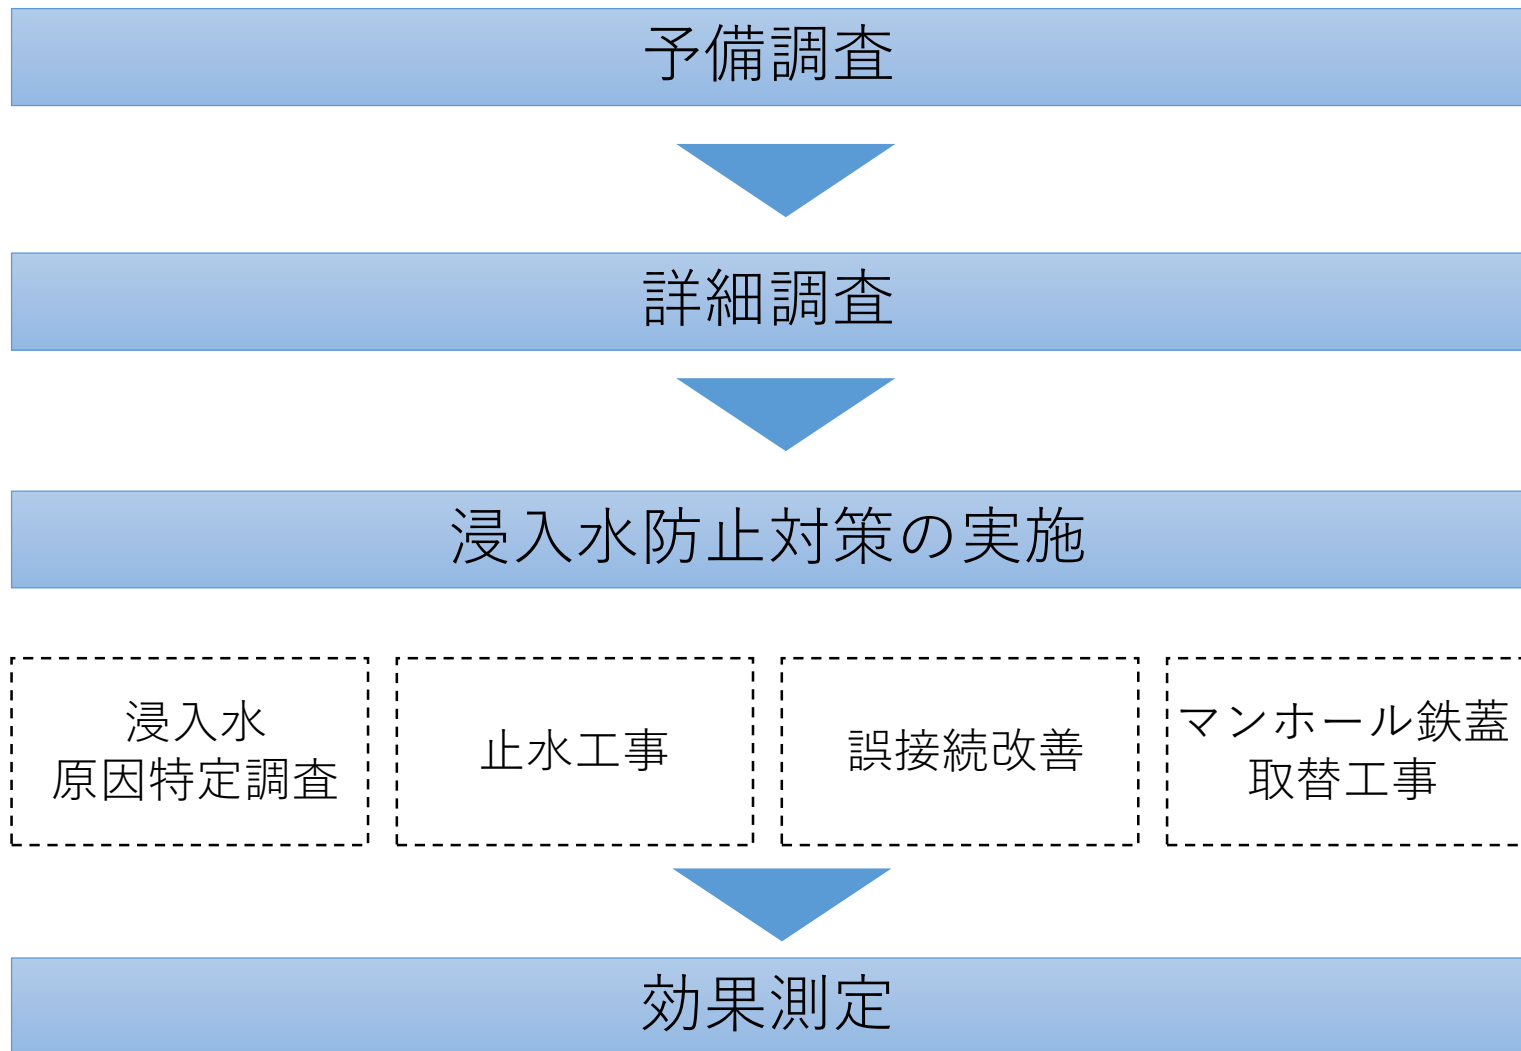 予備調査
詳細調査
浸入水防止対策の実施
浸入水
原因特定調査
止水工事
誤接続改善
マンホール鉄蓋
取替工事
効果測定